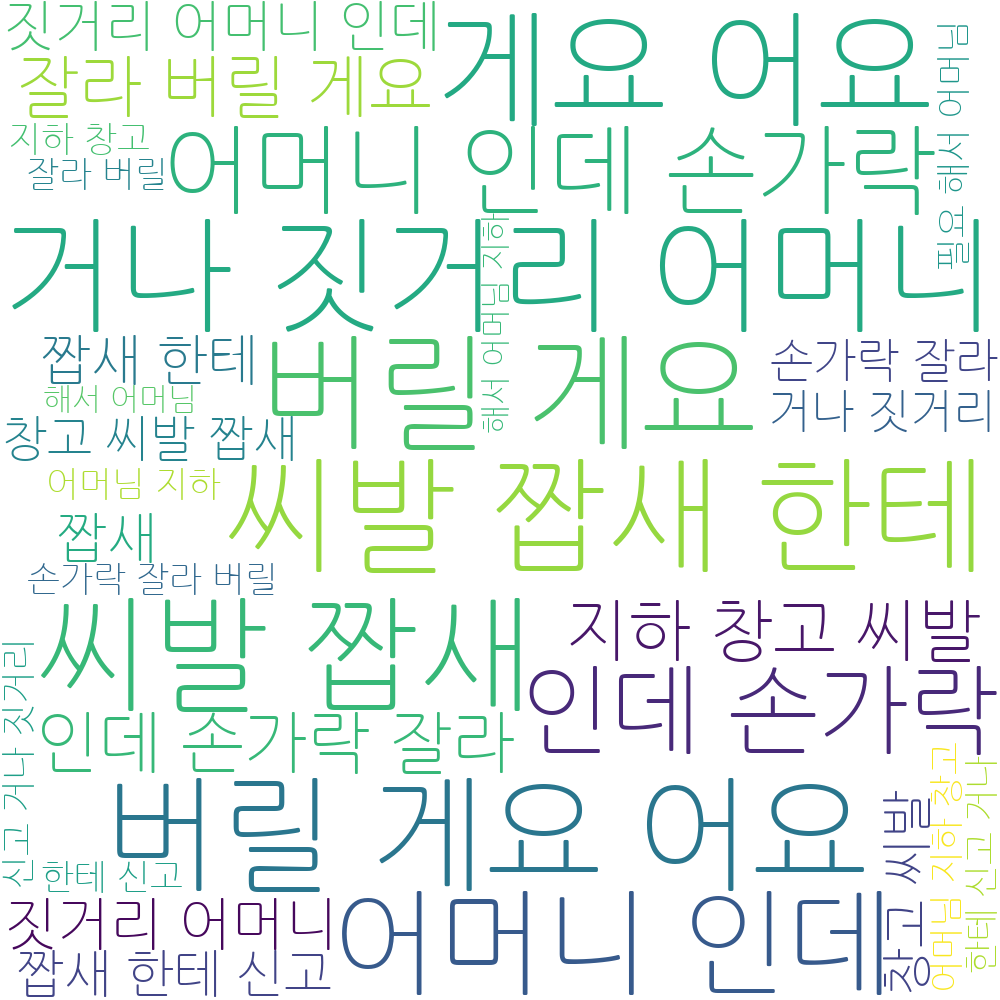 짓거리 어머니 인데
게요 어요
잘라 버릴 게요
지하 창고
잘라 버릴
어머니 인데 손가락
필요 해서 어머님
거나 짓거리 어머니
해서 어머님 지하
짭새 한테
버릴 게요
손가락 잘라
해서 어머님
거나 짓거리
창고 씨발 짭새
어머님 지하
씨발 짭새 한테
짭새
손가락 잘라 버릴
씨발 짭새
지하 창고 씨발
인데 손가락
신고 거나 짓거리
인데 손가락 잘라
버릴 게요 어요
한테 신고
짓거리 어머니
어머니 인데
짭새 한테 신고
창고 씨발
어머님 지하 창고
한테 신고 거나